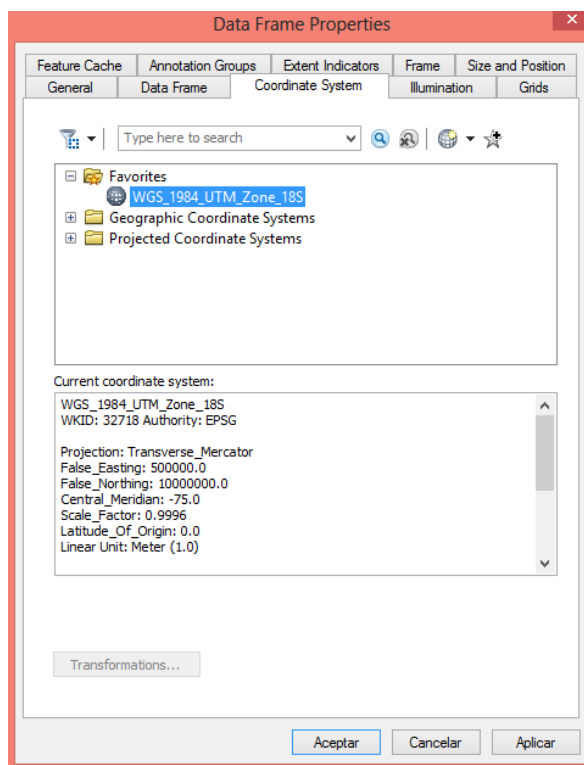 Data Frame Properties
Feature Cache Annotation Groups Extent Indicators Frame Size and Position
General Data Frame Coordinate System Illumination Grids
Type here to search
Favorites
WGS_1984_UTM_Zone_18S
Geographic Coordinate Systems
Projected Coordinate Systems
Current coordinate system:
WGS_1984_UTM_Zone_18S
WKID: 32718 Authority: EPSG
Projection: Transverse_Mercator
False_Easting: 500000.0
False_Northing: 10000000.0
Central_Meridian: -75.0
Scale_Factor: 0.9996
Latitude_Of_Origin: 0.0
Linear Unit: Meter (1.0)
Transformations...
Aceptar Cancelar Aplicar